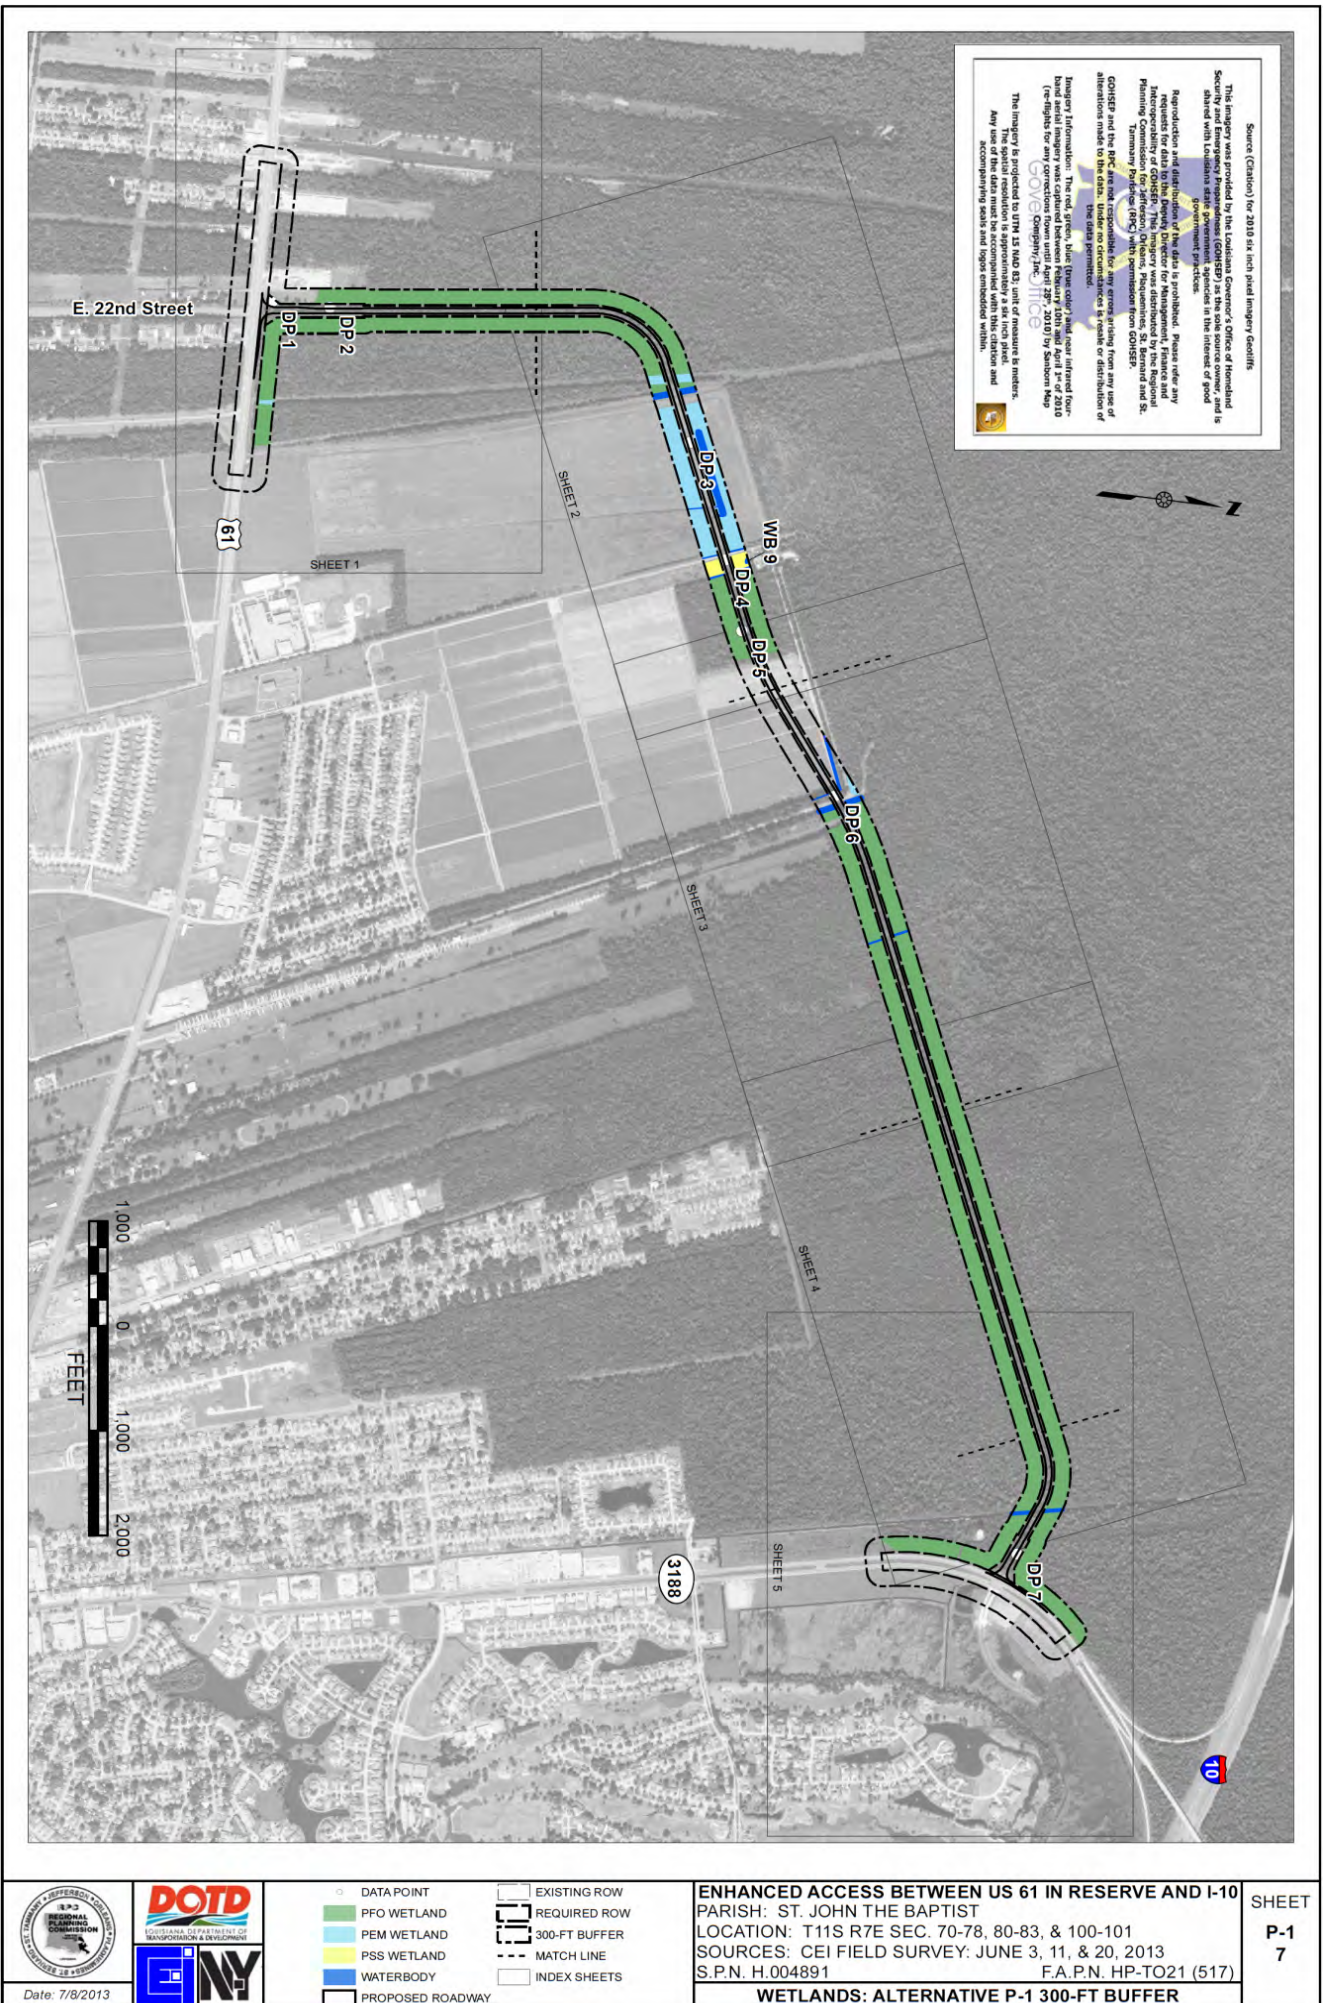 Source (Citation) for 2010 six inch pixel imagery Geotiffs
This imagery was provided by the Louisiana Governor's Office of Homeland
Security and Emergency Preparedness (GOHSEP) as the sole source owner, and is
shared with Louisiana state government agencies in the interest of good
government practices.
Reproduction and distribution of the data is prohibited. Please refer any
requests for data to the Deputy Director for Management, Finance and
Interoperability of GOHSEP. This imagery was distributed by the Regional
Planning Commission for Jefferson, Orleans, Plaquemines, St. Bernard and St.
Tammany Parishes (RPC) with permission from GOHSEP.
GOHSEP and the RPC are not responsible for any errors arising from any use of
alterations made to the data. Under no circumstances is resale or distribution of
the data permitted.
Imagery Information: The red, green, blue (true color) and near infrared four-
band aerial imagery was captured between February 10th and April 1st of 2010
(re-flights for any corrections flown until April 28th, 2010) by Sanborn Map
Company, Inc.
The imagery is projected to UTM 15 NAD 83; unit of measure is meters.
The spatial resolution is approximately a six inch pixel.
Any use of the data must be accompanied with this citation and
accompanying seals and logos embedded within.
N
E. 22nd Street
DP 1
DP 2
61
SHEET 1
SHEET 2
DP 3
WB 9
DP 4
DP 5
DP 6
SHEET 3
SHEET 4
SHEET 5
DP 7
3188
10
1,000 0 1,000 2,000
FEET
JEFFERSON
ORLEANS
ST. BERNARD
ST. TAMMANY
RPC
REGIONAL
PLANNING
COMMISSION
Date: 7/8/2013
DOTD
LOUISIANA DEPARTMENT OF
TRANSPORTATION & DEVELOPMENT
NY
DATA POINT
PFO WETLAND
PEM WETLAND
PSS WETLAND
WATERBODY
PROPOSED ROADWAY
EXISTING ROW
REQUIRED ROW
300-FT BUFFER
MATCH LINE
INDEX SHEETS
ENHANCED ACCESS BETWEEN US 61 IN RESERVE AND I-10
PARISH: ST. JOHN THE BAPTIST
LOCATION: T11S R7E SEC. 70-78, 80-83, & 100-101
SOURCES: CEI FIELD SURVEY: JUNE 3, 11, & 20, 2013
S.P.N. H.004891 F.A.P.N. HP-TO21 (517)
WETLANDS: ALTERNATIVE P-1 300-FT BUFFER
SHEET
P-1
7